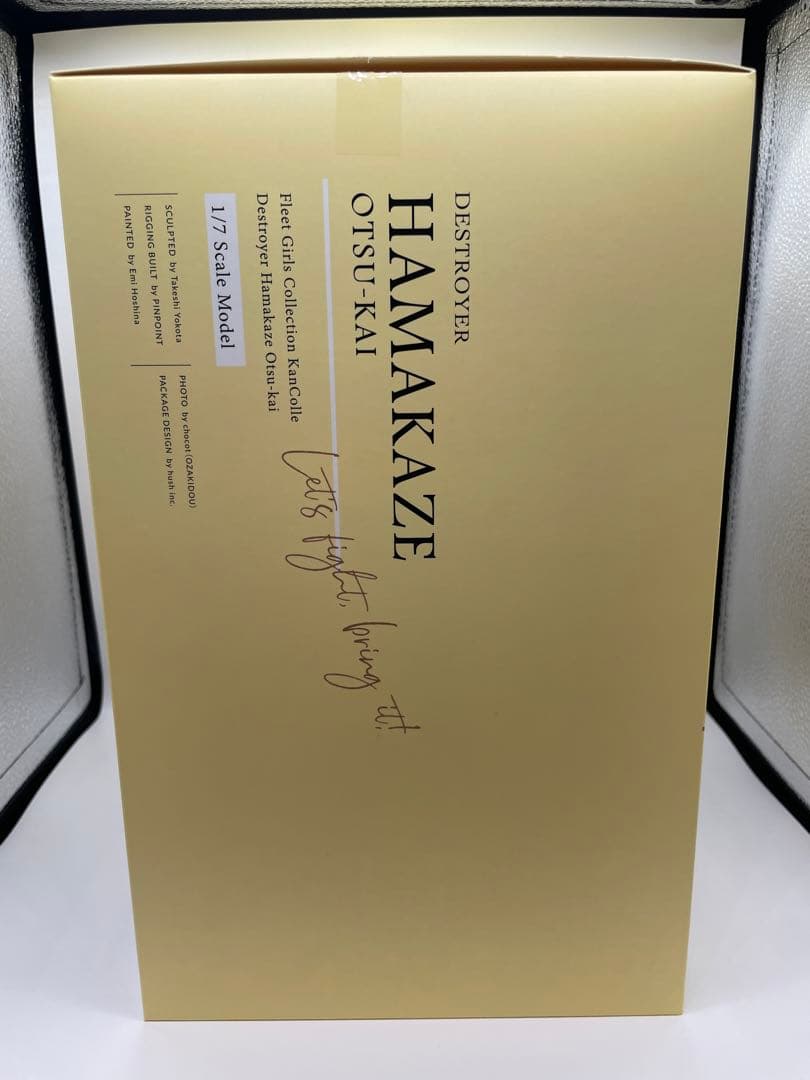 DESTROYER
HAMAKAZE
OTSU-KAI
Fleet Girls Collection KanColle
Destroyer Hamakaze Otsu-kai
Let's fight, bring it!
1/7 Scale Model
SCULPTED by Takeshi Yokota
RIGGING BUILT by PINPOINT
PAINTED by Emi Hoshina
PHOTO by chocot (OZAKIDOU)
PACKAGE DESIGN by hush inc.